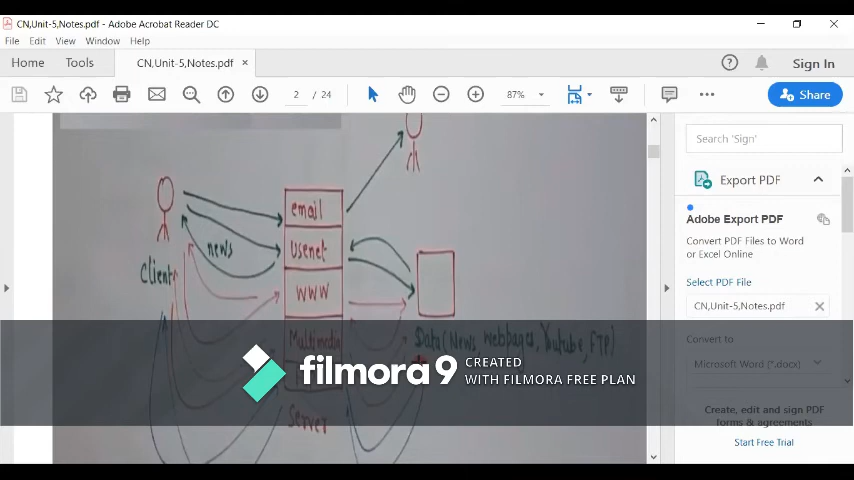 CN,Unit-5,Notes.pdf - Adobe Acrobat Reader DC
File Edit View Window Help
Home Tools CN,Unit-5,Notes.pdf × Sign In
2 / 24 87% Share
Search 'Sign'
Export PDF
Adobe Export PDF
Convert PDF Files to Word
or Excel Online
Select PDF File
CN,Unit-5,Notes.pdf
Convert to
Microsoft Word (*.docx)
Create, edit and sign PDF
forms & agreements
Start Free Trial
email
news
Usenet
Client
WWW
Multimedia
Data (News, webpages, Youtube, FTP)
Server
filmora9 CREATED
WITH FILMORA FREE PLAN